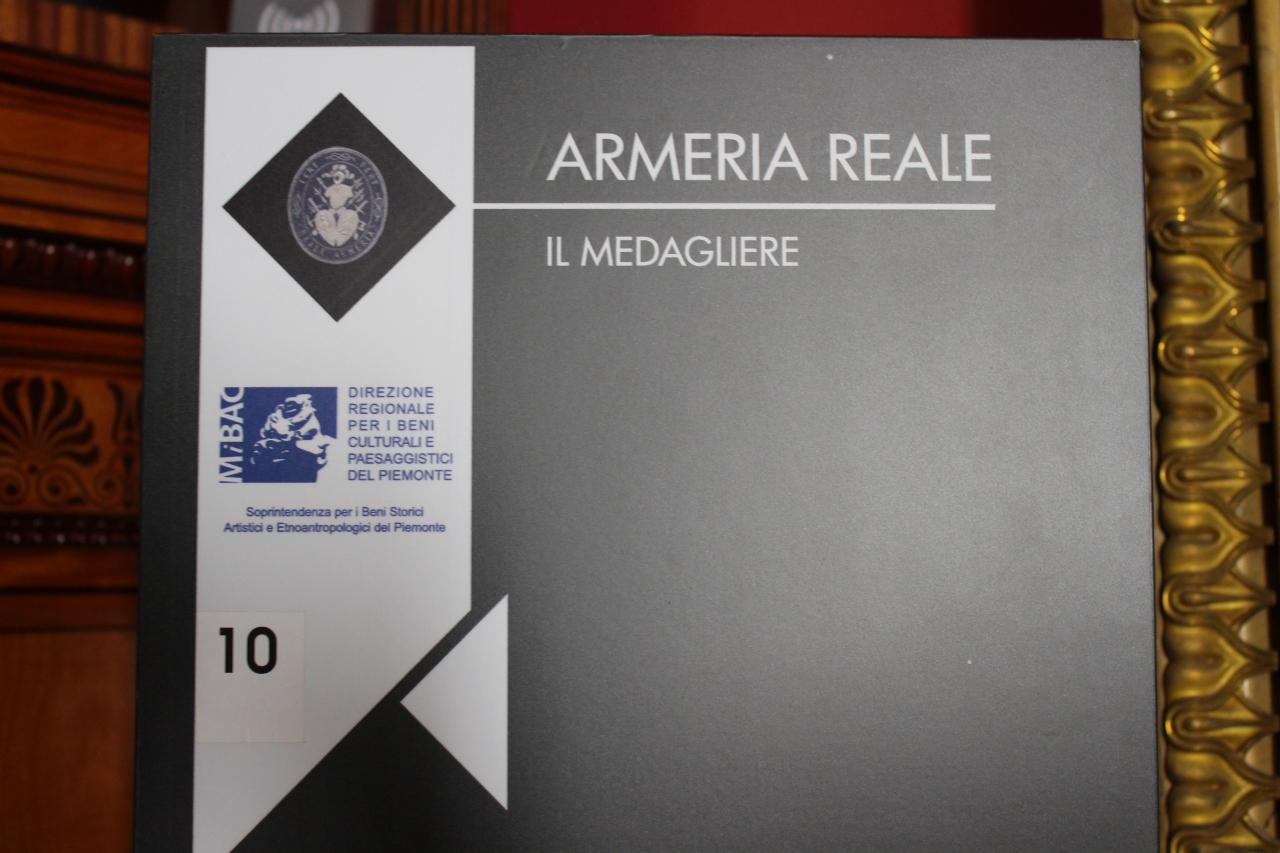 ARMERIA REALE
IL MEDAGLIERE
MiBAC
DIREZIONE
REGIONALE
PER I BENI
CULTURALI E
PAESAGGISTICI
DEL PIEMONTE
Soprintendenza per i Beni Storici
Artistici e Etnoantropologici del Piemonte
10